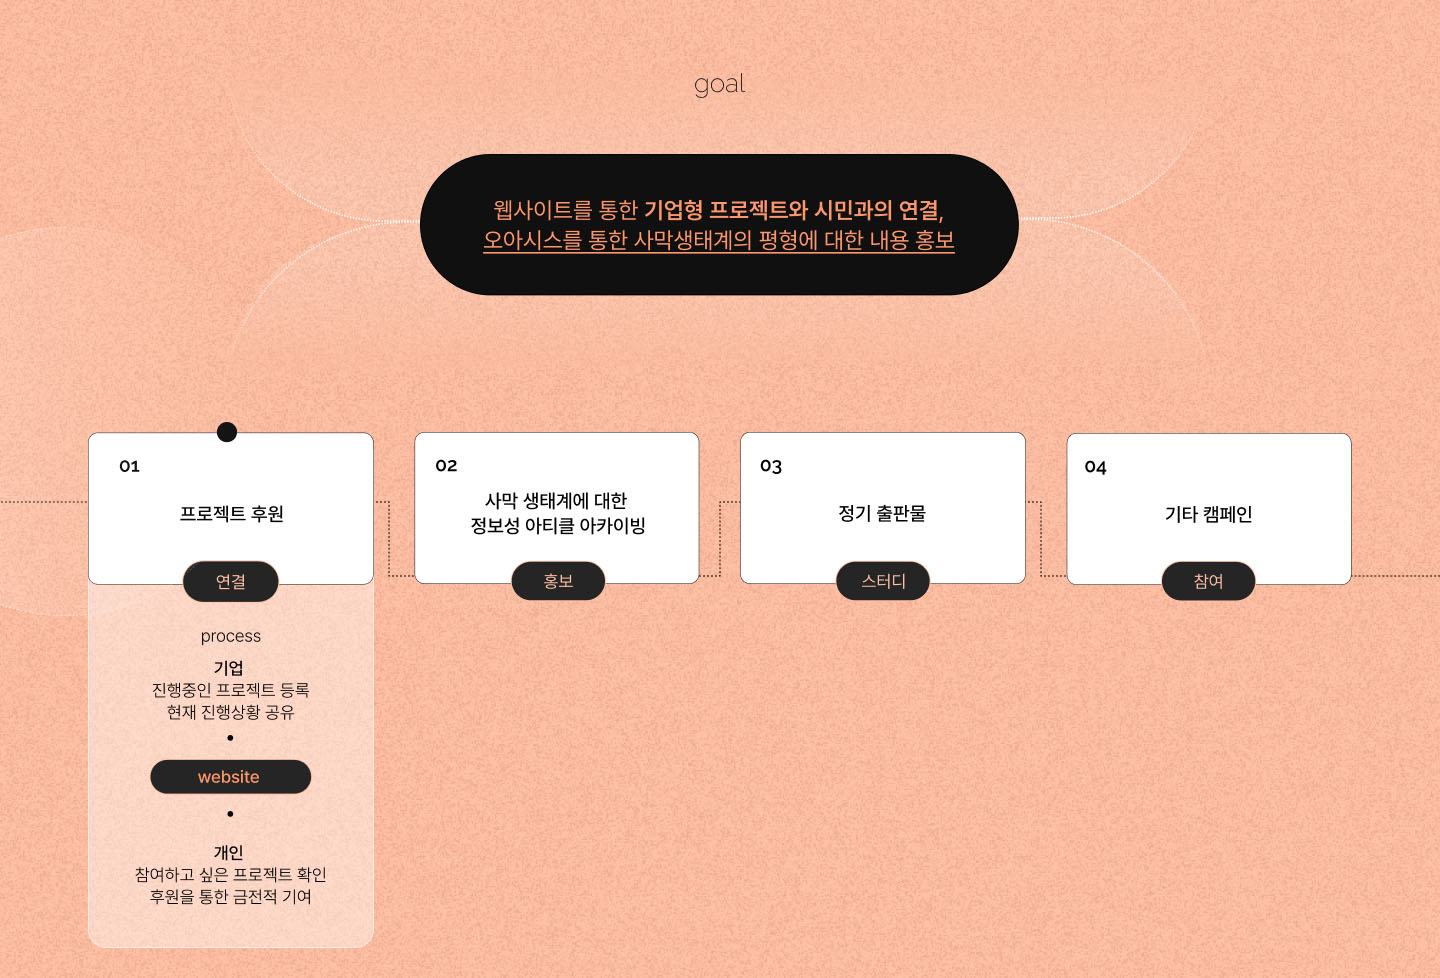 goal
웹사이트를 통한 기업형 프로젝트와 시민과의 연결,
오아시스를 통한 사막생태계의 평형에 대한 내용 홍보
01
프로젝트 후원
연결
process
기업
진행중인 프로젝트 등록
현재 진행상황 공유
website
개인
참여하고 싶은 프로젝트 확인
후원을 통한 금전적 기여
02
사막 생태계에 대한
정보성 아티클 아카이빙
홍보
03
정기 출판물
스터디
04
기타 캠페인
참여